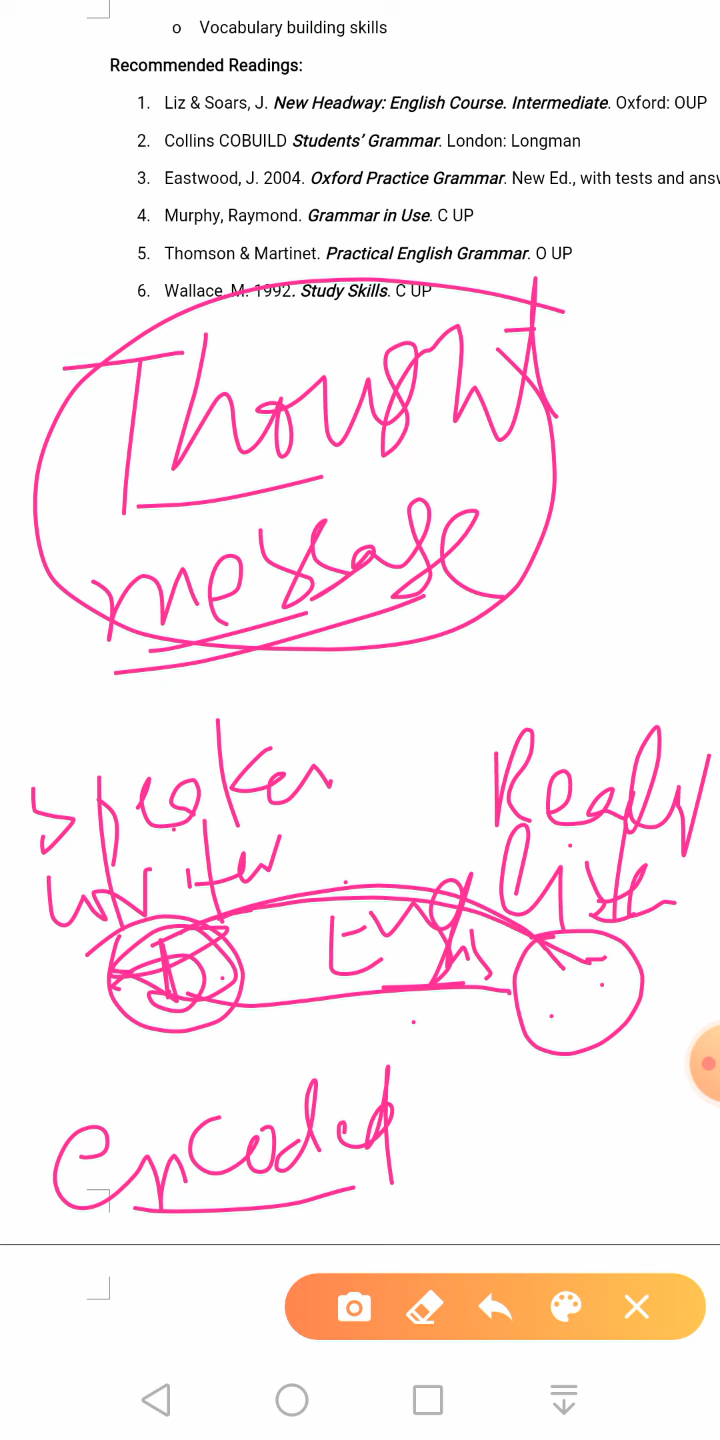 o Vocabulary building skills
Recommended Readings:
1. Liz & Soars, J. New Headway: English Course. Intermediate. Oxford: OUP
2. Collins COBUILD Students’ Grammar. London: Longman
3. Eastwood, J. 2004. Oxford Practice Grammar. New Ed., with tests and answ
4. Murphy, Raymond. Grammar in Use. C UP
5. Thomson & Martinet. Practical English Grammar. O UP
6. Wallace. M. 1992. Study Skills. C UP
Thought
message
Speaker
writer
Eng
encoded